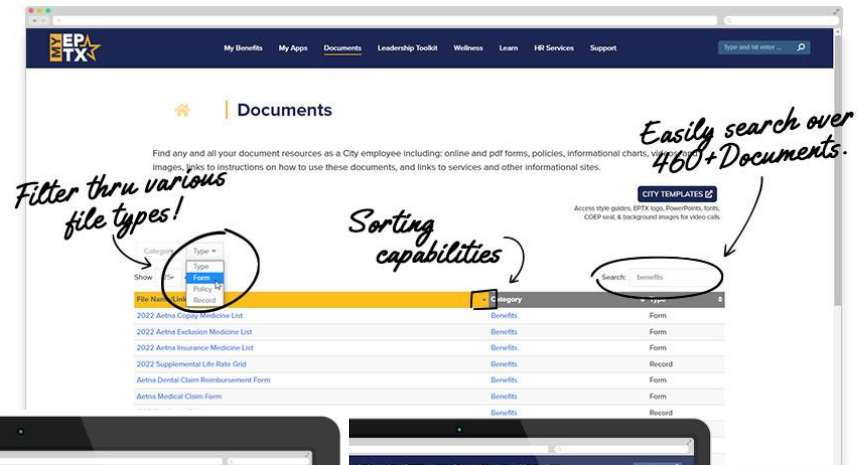 MY EPTX
My Benefits My Apps Documents Leadership Toolkit Wellness Learn HR Services Support Type and hit enter ...
Documents
Easily search over
460+Documents.
Find any and all your document resources as a City employee including: online and pdf forms, policies, informational charts, videos, and
images, links to instructions on how to use these documents, and links to services and other informational sites.
Filter thru various
file types!
CITY TEMPLATES
Access style guides, EPTX logo, PowerPoints, fonts,
COEP seal, & background images for video calls.
Sorting
capabilities
Category Type
Type
Show 25 Form Search: benefits
Policy
Record
File Name/Link Category Type
2022 Aetna Copay Medicine List Benefits Form
2022 Aetna Exclusion Medicine List Benefits Form
2022 Aetna Insurance Medicine List Benefits Form
2022 Supplemental Life Rate Grid Benefits Record
Aetna Dental Claim Reimbursement Form Benefits Form
Aetna Medical Claim Form Benefits Form
Benefits Record